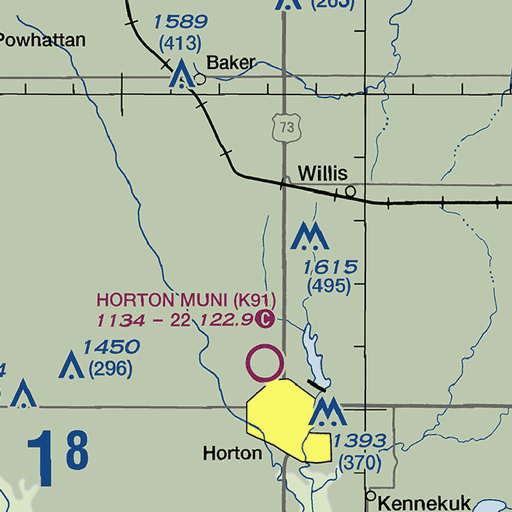 1589
(413)
Powhattan
Baker
73
Willis
1615
(495)
HORTON MUNI (K91)
1134 - 22 122.9 C
1450
(296)
18
Horton
1393
(370)
Kennekuk